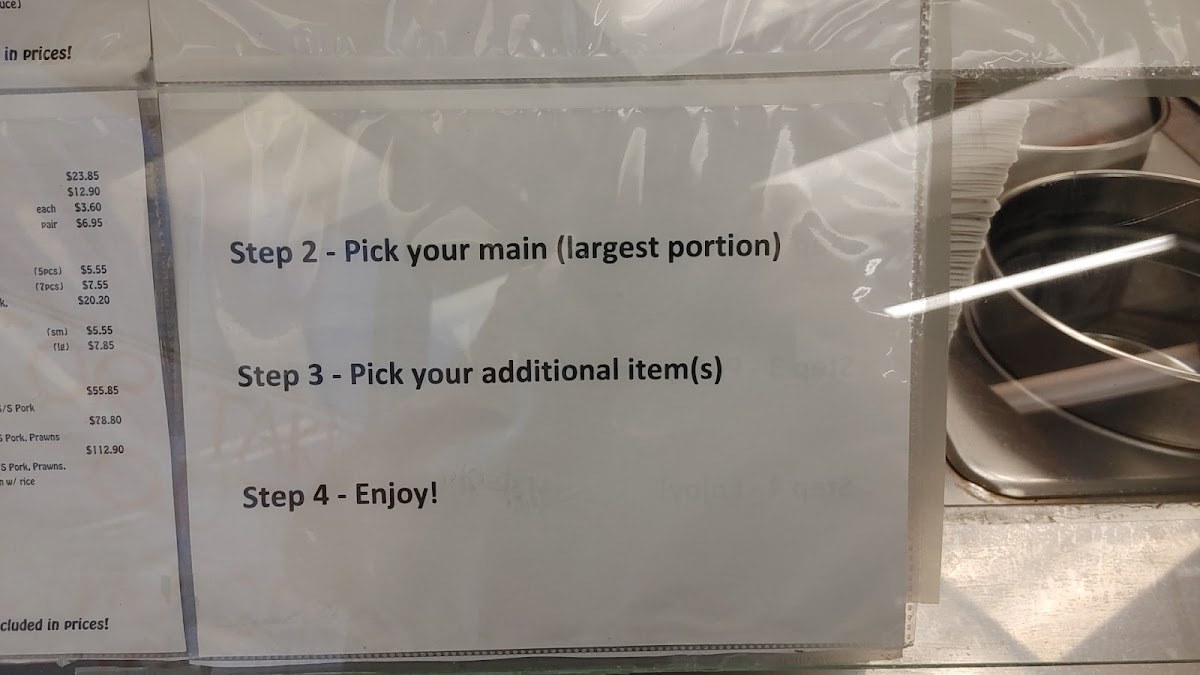 in prices!
$23.85
$12.90
each $3.60
pair $6.95
(5pcs) $5.55
(7pcs) $7.55
$20.20
(sm) $5.55
(lg) $7.85
$55.85
S/S Pork
$78.80
S Pork, Prawns
$112.90
S Pork, Prawns,
w/ rice
cluded in prices!
Step 2 - Pick your main (largest portion)
Step 3 - Pick your additional item(s)
Step 4 - Enjoy!